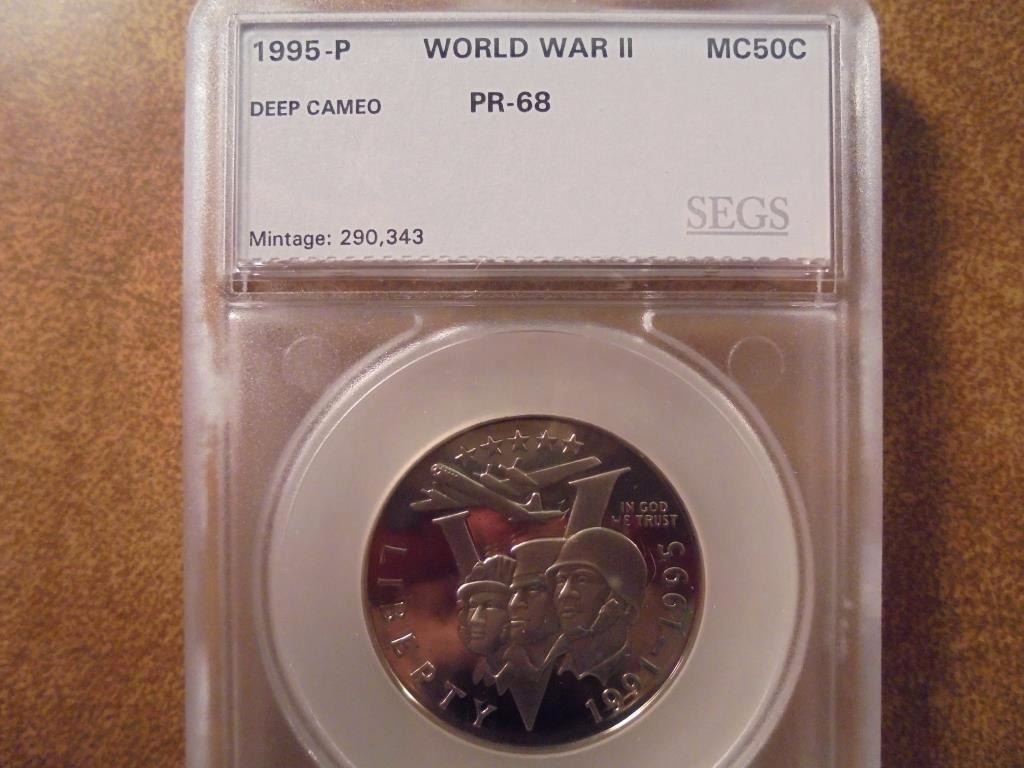 1995-P WORLD WAR II MC50C
DEEP CAMEO PR-68
SEGS
Mintage: 290,343
IN GOD
WE TRUST
LIBERTY
1991-1995